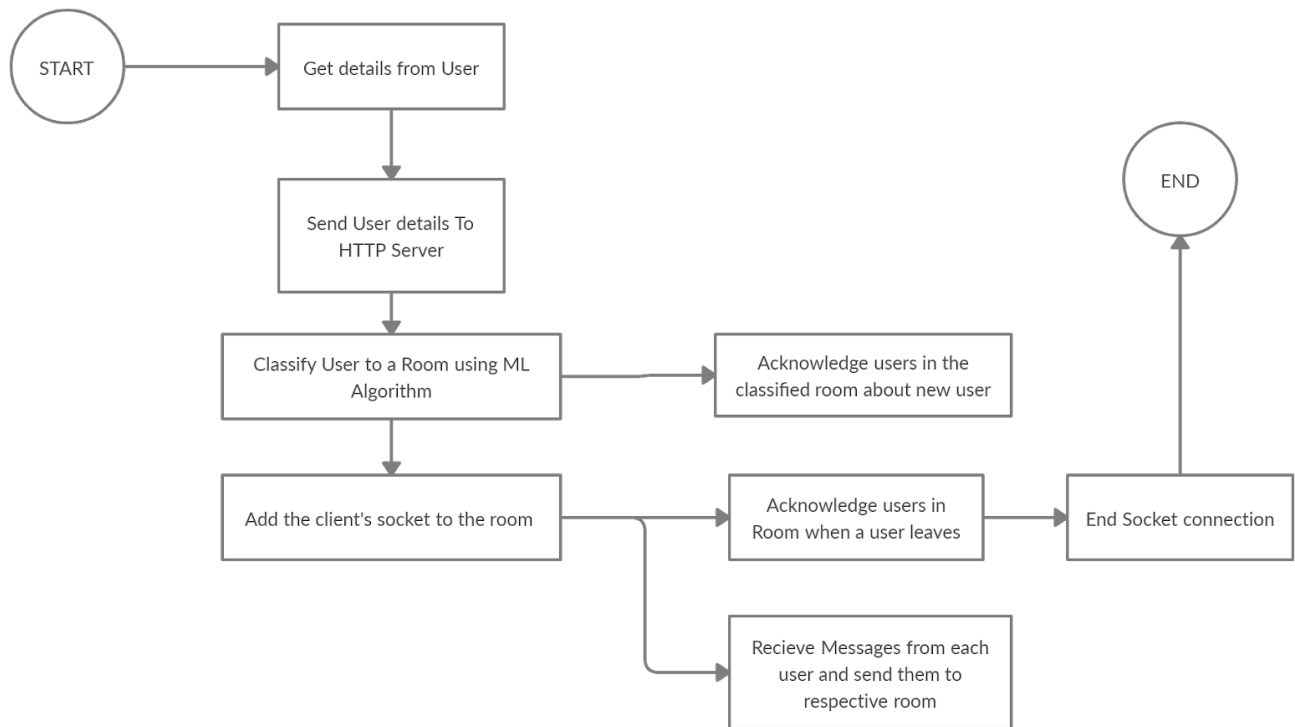 START
Get details from User
Send User details To
HTTP Server
END
Classify User to a Room using ML
Algorithm
Acknowledge users in the
classified room about new user
Add the client's socket to the room
Acknowledge users in
Room when a user leaves
End Socket connection
Recieve Messages from each
user and send them to
respective room